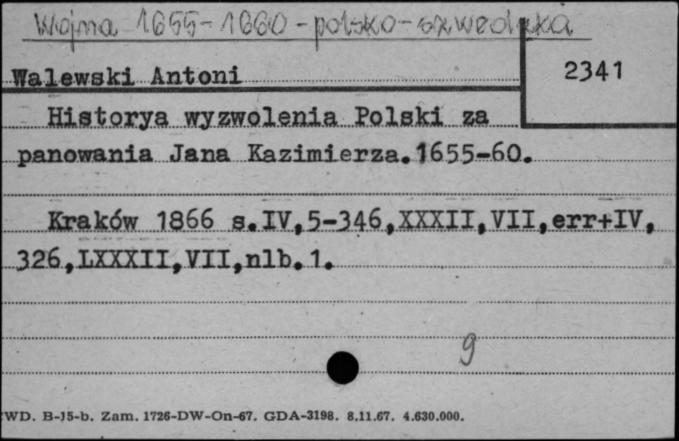 Wojna 1655-1660 - polsko-szwedzka
Walewski Antoni
2341
Historya wyzwolenia Polski za
panowania Jana Kazimierza.1655-60.
Kraków 1866 s.IV,5-346,XXXII,VII,err+IV,
326,LXXXII,VII,nlb.1.
9
WD. B-15-b. Zam. 1726-DW-On-67. GDA-3198. 8.11.67. 4.630.000.